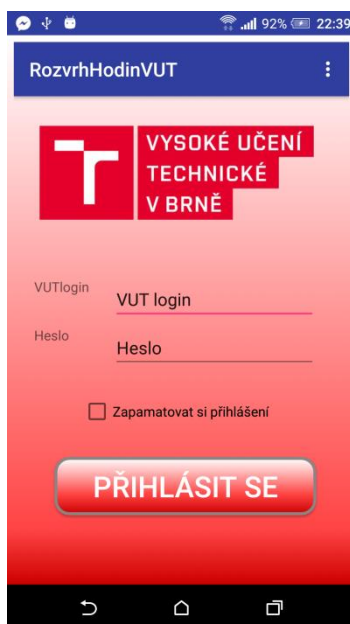 92% 22:39
RozvrhHodinVUT
VYSOKÉ UČENÍ
TECHNICKÉ
V BRNĚ
VUTlogin
VUT login
Heslo
Heslo
Zapamatovat si přihlášení
PŘIHLÁSIT SE